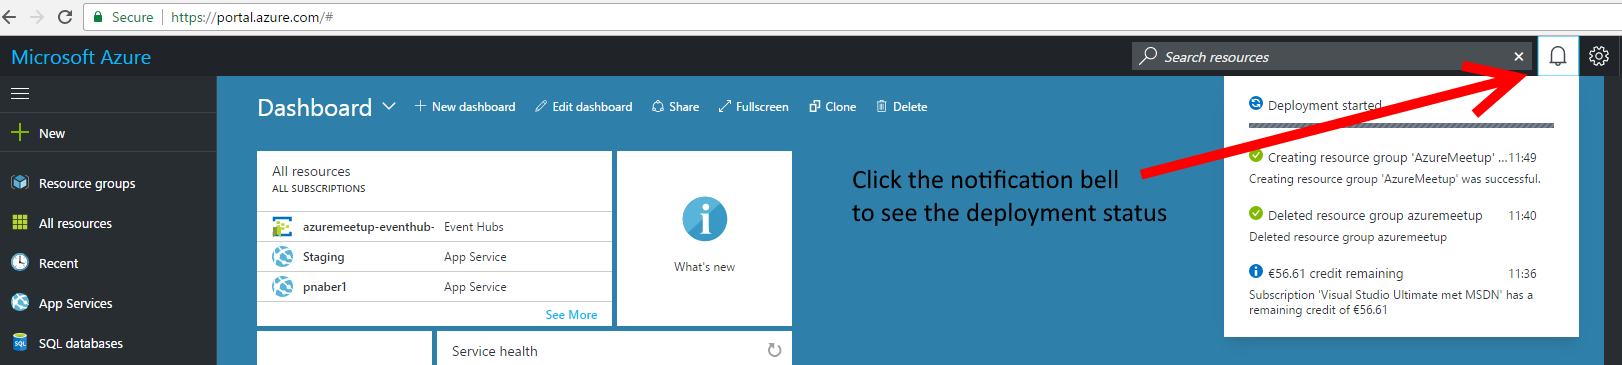 Secure
https://portal.azure.com/#
Microsoft Azure
Search resources
New
Resource groups
All resources
Recent
App Services
SQL databases
Dashboard
New dashboard
Edit dashboard
Share
Fullscreen
Clone
Delete
All resources
ALL SUBSCRIPTIONS
azuremeetup-eventhub- Event Hubs
Staging App Service
pnaber1 App Service
See More
What's new
Service health
Click the notification bell
to see the deployment status
Deployment started
Creating resource group 'AzureMeetup' ... 11:49
Creating resource group 'AzureMeetup' was successful.
Deleted resource group azuremeetup 11:40
Deleted resource group azuremeetup
€56.61 credit remaining 11:36
Subscription 'Visual Studio Ultimate met MSDN' has a
remaining credit of €56.61